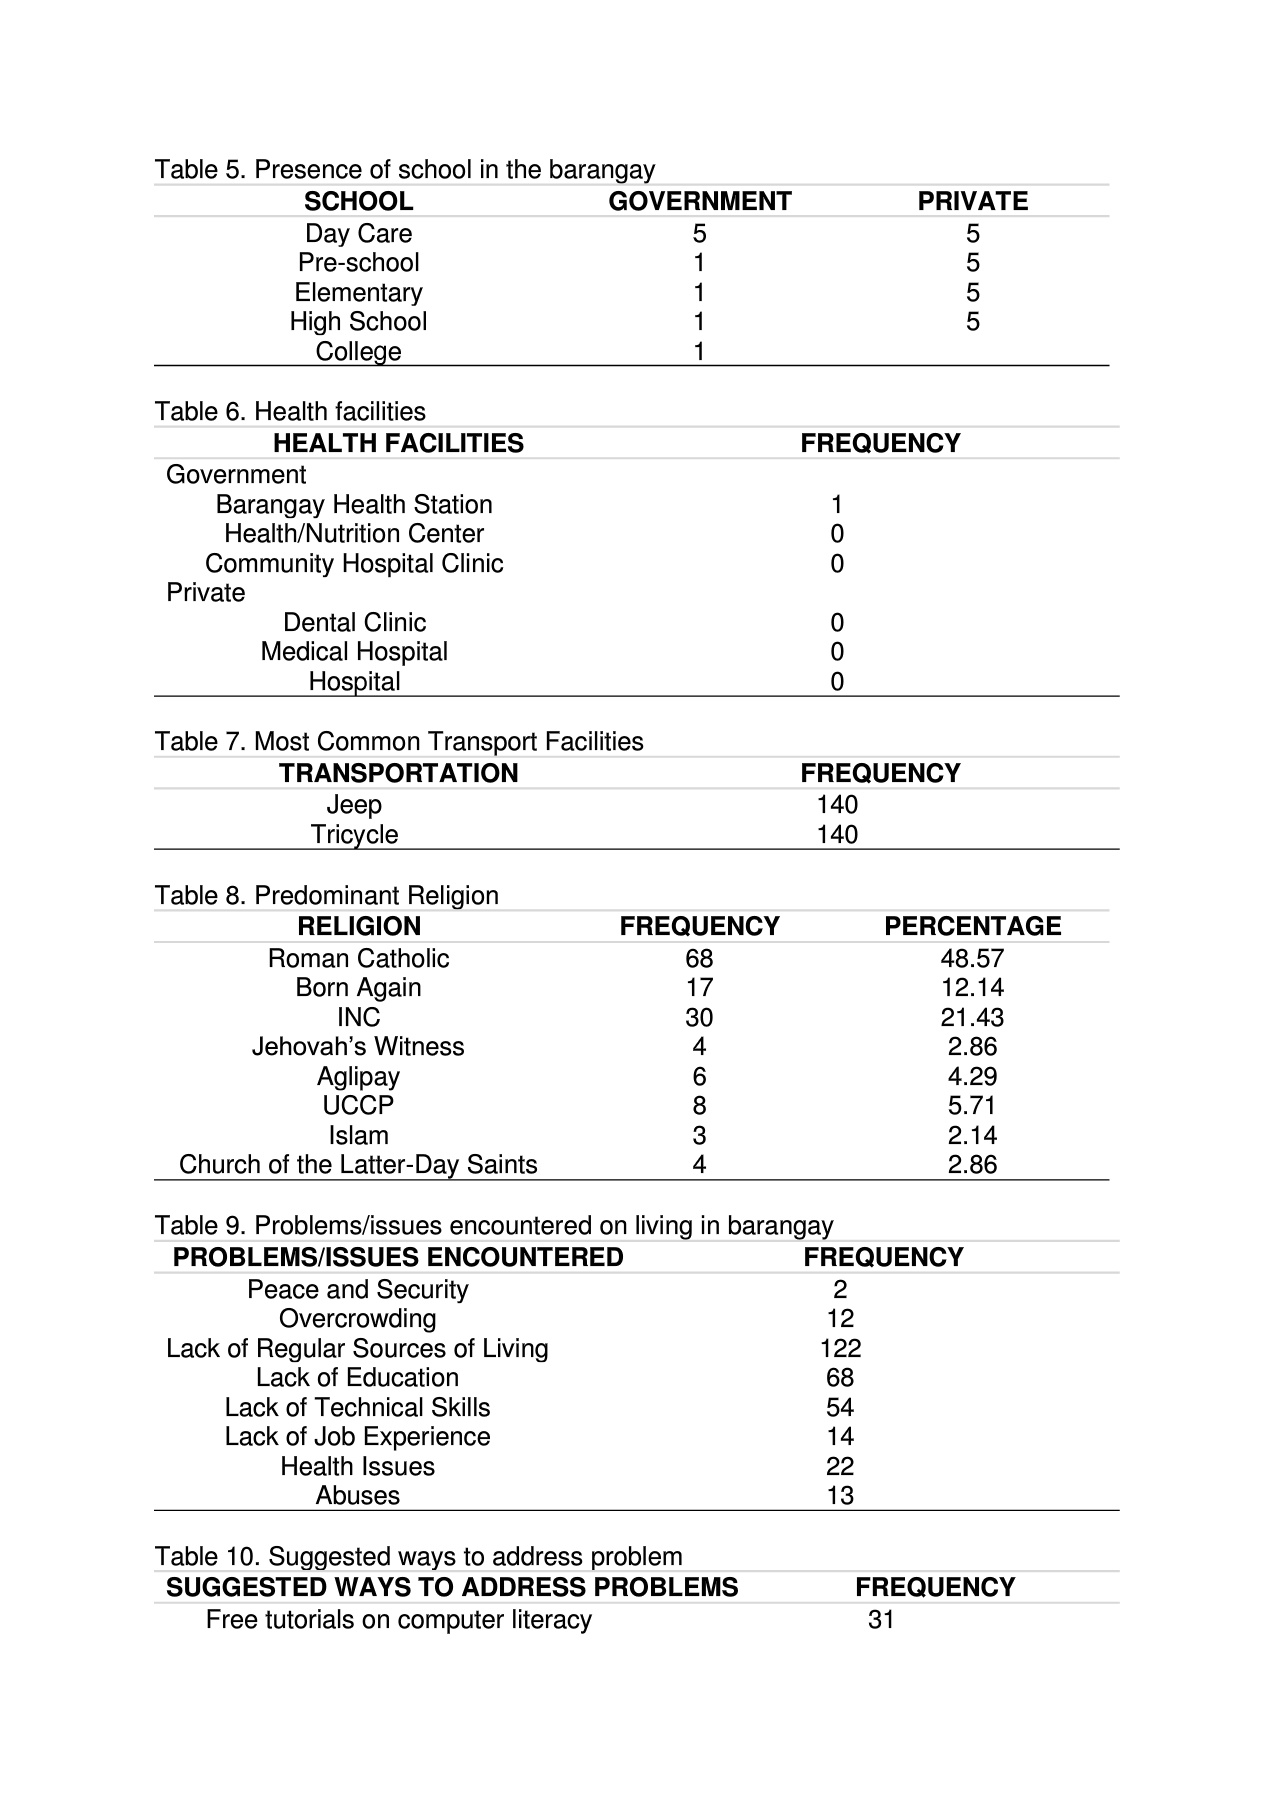 Table 5. Presence of school in the barangay
SCHOOL GOVERNMENT PRIVATE
Day Care 5 5
Pre-school 1 5
Elementary 1 5
High School 1 5
College 1
Table 6. Health facilities
HEALTH FACILITIES FREQUENCY
Government
Barangay Health Station 1
Health/Nutrition Center 0
Community Hospital Clinic 0
Private
Dental Clinic 0
Medical Hospital 0
Hospital 0
Table 7. Most Common Transport Facilities
TRANSPORTATION FREQUENCY
Jeep 140
Tricycle 140
Table 8. Predominant Religion
RELIGION FREQUENCY PERCENTAGE
Roman Catholic 68 48.57
Born Again 17 12.14
INC 30 21.43
Jehovah’s Witness 4 2.86
Aglipay 6 4.29
UCCP 8 5.71
Islam 3 2.14
Church of the Latter-Day Saints 4 2.86
Table 9. Problems/issues encountered on living in barangay
PROBLEMS/ISSUES ENCOUNTERED FREQUENCY
Peace and Security 2
Overcrowding 12
Lack of Regular Sources of Living 122
Lack of Education 68
Lack of Technical Skills 54
Lack of Job Experience 14
Health Issues 22
Abuses 13
Table 10. Suggested ways to address problem
SUGGESTED WAYS TO ADDRESS PROBLEMS FREQUENCY
Free tutorials on computer literacy 31